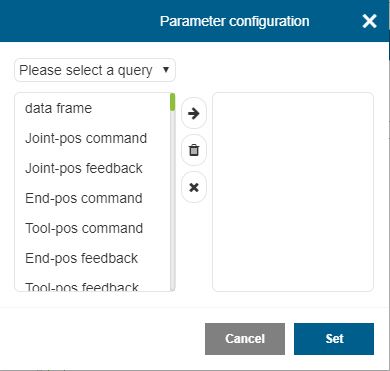 Parameter configuration
Please select a query
data frame
Joint-pos command
Joint-pos feedback
End-pos command
Tool-pos command
End-pos feedback
Tool-pos feedback
Cancel
Set